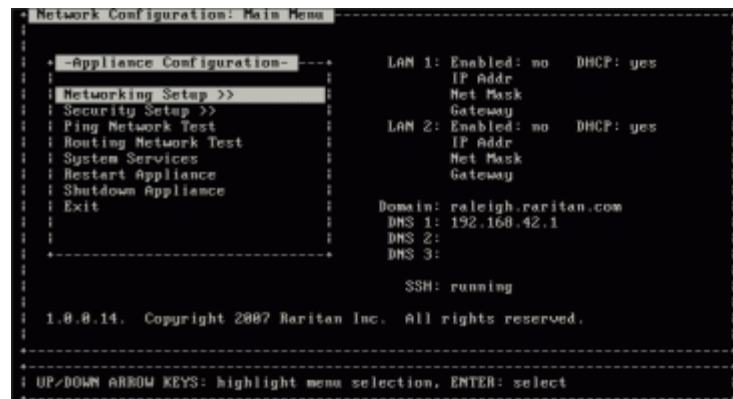 Network Configuration: Main Menu
-Appliance Configuration-
Networking Setup >>
Security Setup >>
Ping Network Test
Routing Network Test
System Services
Restart Appliance
Shutdown Appliance
Exit
LAN 1: Enabled: no DHCP: yes
IP Addr
Net Mask
Gateway
LAN 2: Enabled: no DHCP: yes
IP Addr
Net Mask
Gateway
Domain: raleigh.raritan.com
DNS 1: 192.168.42.1
DNS 2:
DNS 3:
SSH: running
1.0.0.14. Copyright 2007 Raritan Inc. All rights reserved.
UP/DOWN ARROW KEYS: highlight menu selection, ENTER: select